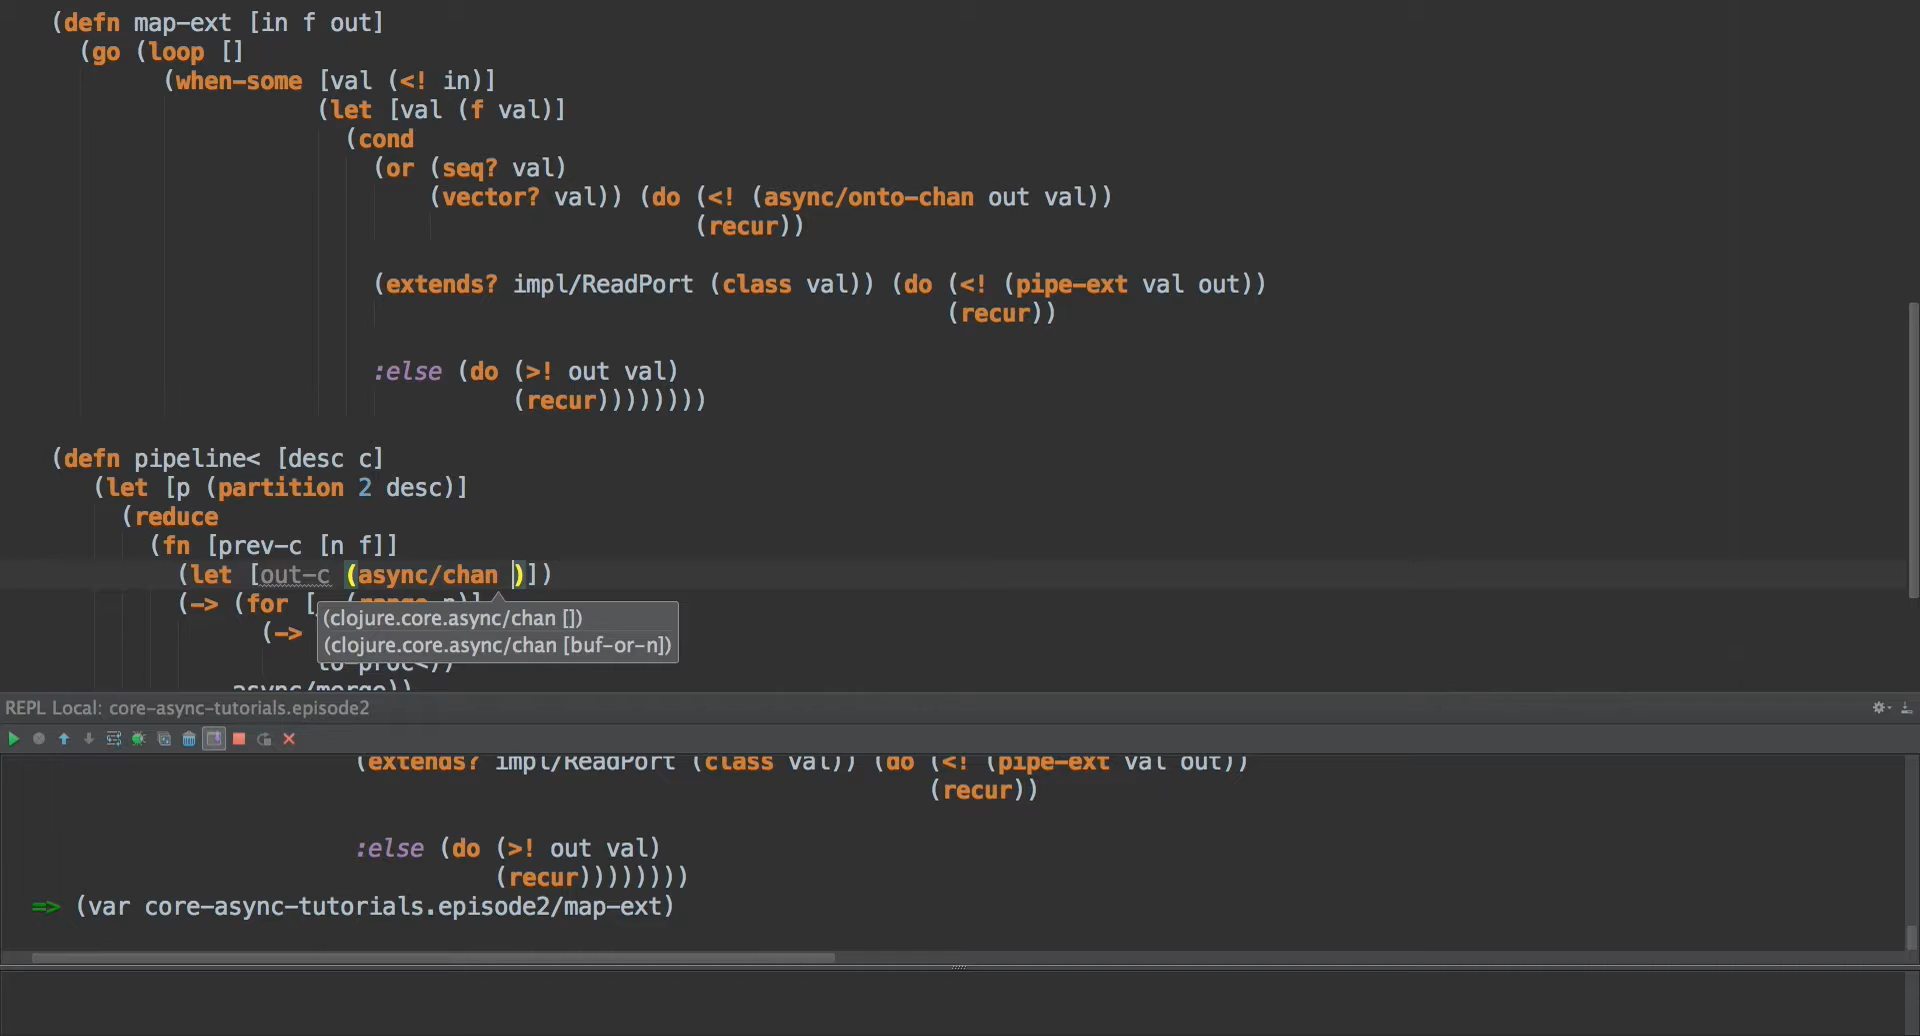 (defn map-ext [in f out]
(go (loop []
(when-some [val (<! in)]
(let [val (f val)]
(cond
(or (seq? val)
(vector? val)) (do (<! (async/onto-chan out val))
(recur))
(extends? impl/ReadPort (class val)) (do (<! (pipe-ext val out))
(recur))
:else (do (>! out val)
(recur))))))))
(defn pipeline< [desc c]
(let [p (partition 2 desc)]
(reduce
(fn [prev-c [n f]]
(let [out-c (async/chan )])
(-> (for [
(clojure.core.async/chan [])
(->
(clojure.core.async/chan [buf-or-n])
to-proc<))
async/merge))
REPL Local: core-async-tutorials.episode2
(extends? impl/ReadPort (class val)) (do (<! (pipe-ext val out))
(recur))
:else (do (>! out val)
(recur))))))))
=> (var core-async-tutorials.episode2/map-ext)